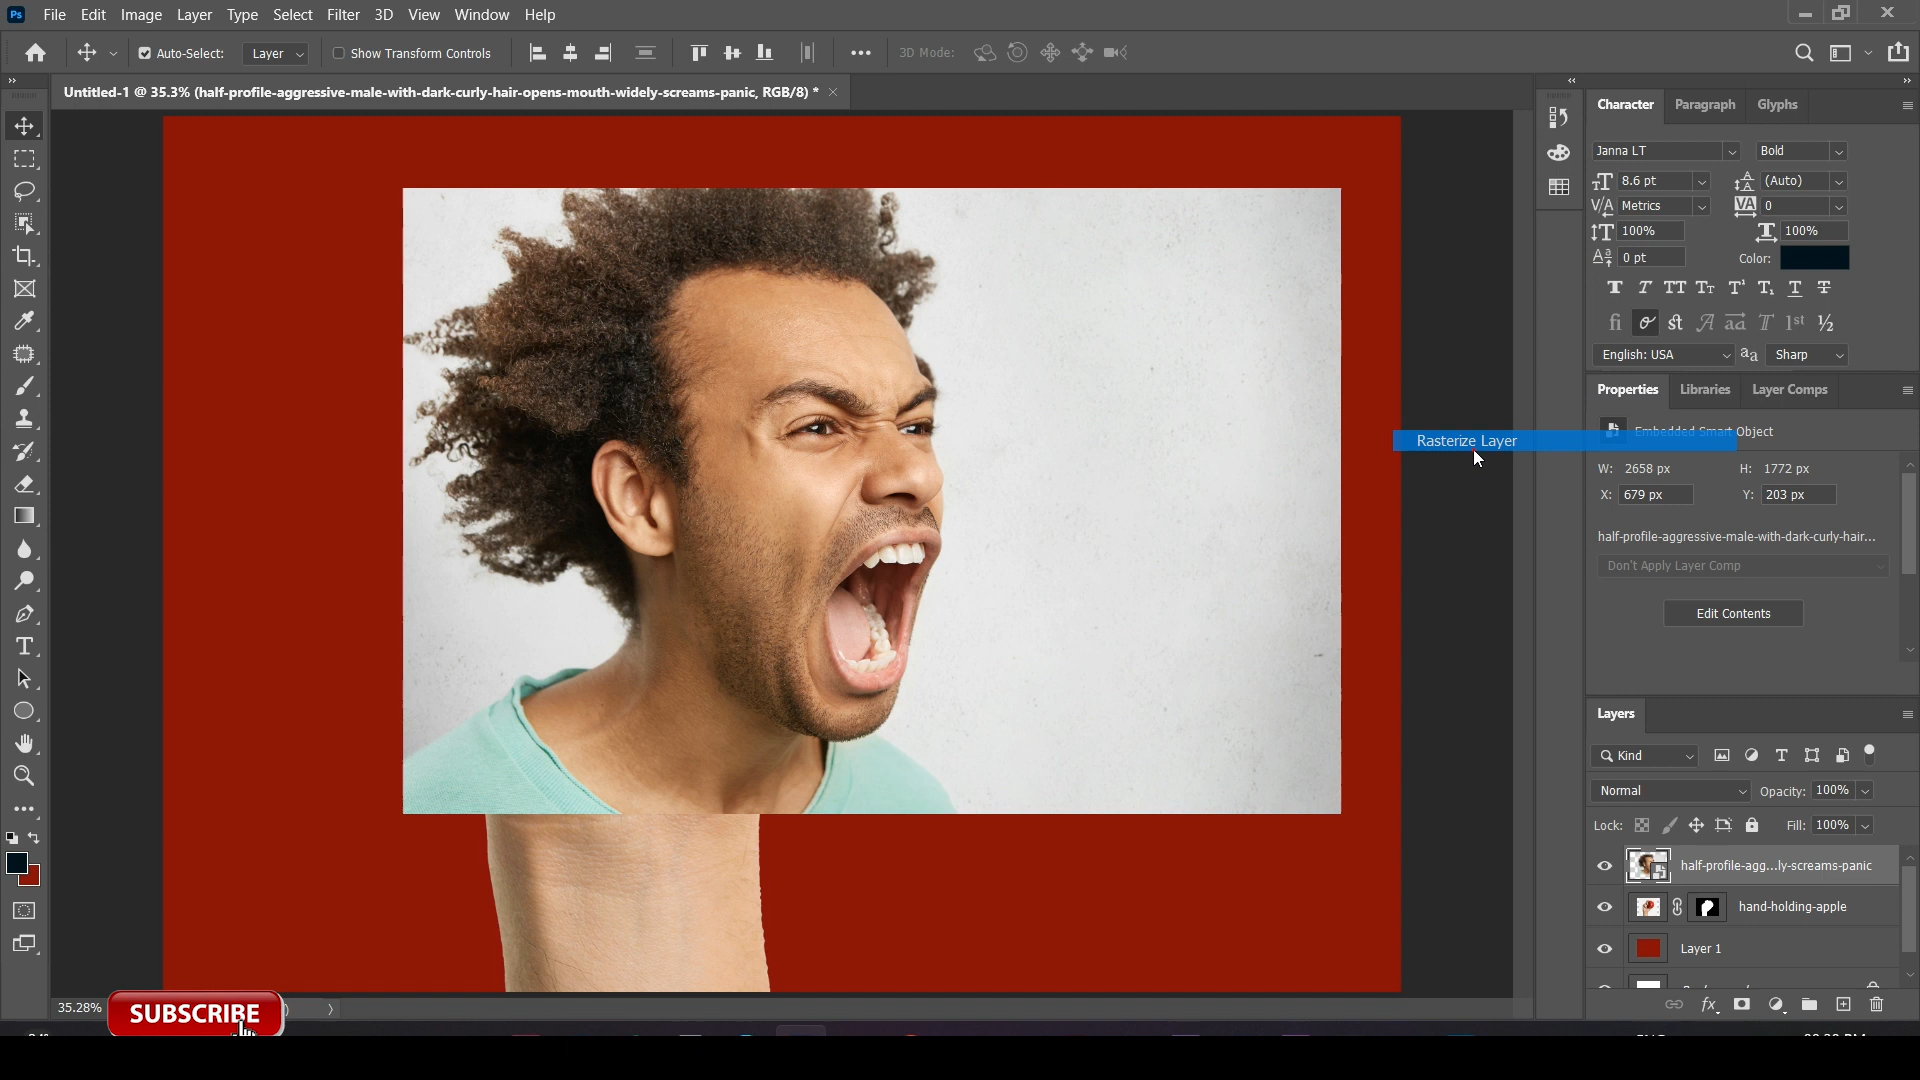 Ps File Edit Image Layer Type Select Filter 3D View Window Help
Auto-Select: Layer Show Transform Controls 3D Mode:
Untitled-1 @ 35.3% (half-profile-aggressive-male-with-dark-curly-hair-opens-mouth-widely-screams-panic, RGB/8) *
Character Paragraph Glyphs
Janna LT Bold
8.6 pt (Auto)
Metrics 0
100% 100%
0 pt Color:
English: USA Sharp
Properties Libraries Layer Comps
Embedded Smart Object
Rasterize Layer
W: 2658 px H: 1772 px
X: 679 px Y: 203 px
half-profile-aggressive-male-with-dark-curly-hair...
Don't Apply Layer Comp
Edit Contents
Layers
Kind
Normal Opacity: 100%
Lock: Fill: 100%
half-profile-agg...ly-screams-panic
hand-holding-apple
Layer 1
35.28%
SUBSCRIBE